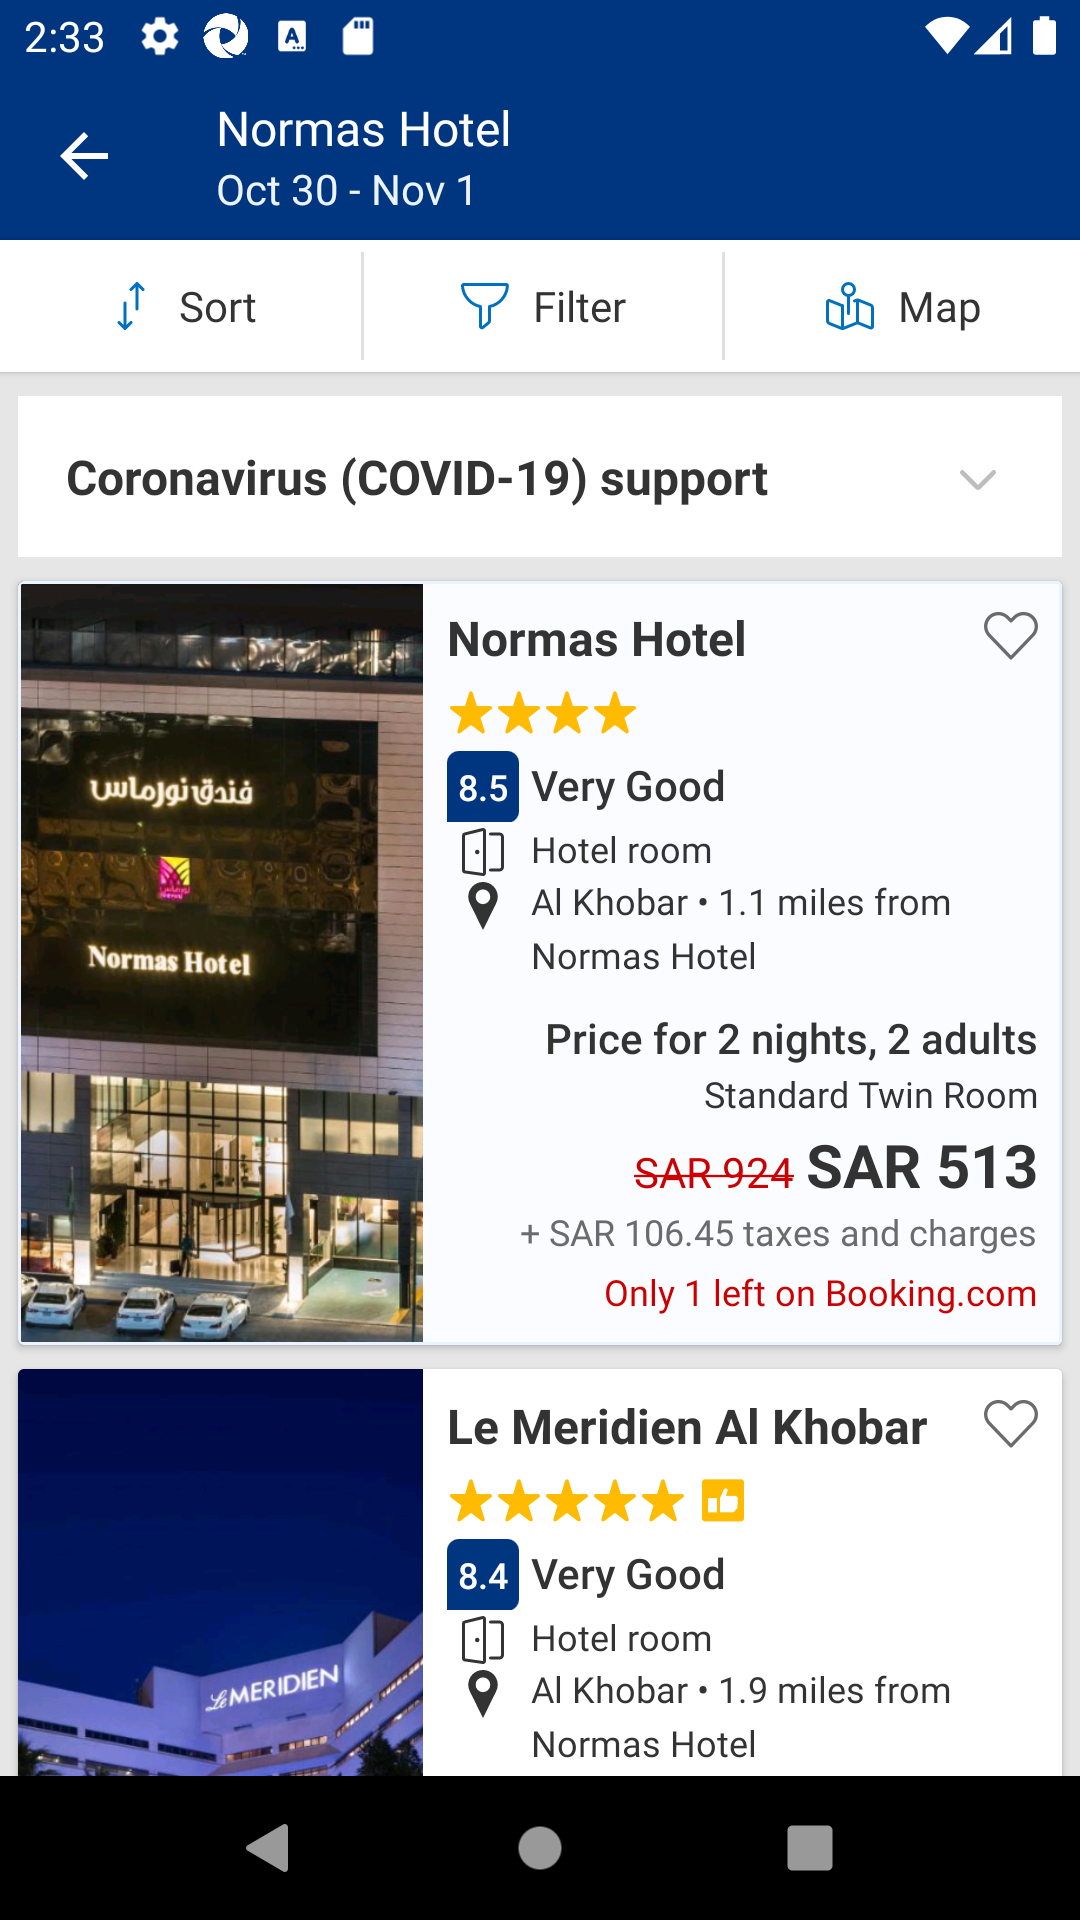 2:33
Normas Hotel
Oct 30 - Nov 1
Sort
Filter
Map
Coronavirus (COVID-19) support
Normas Hotel
8.5 Very Good
Hotel room
Al Khobar • 1.1 miles from
Normas Hotel
Price for 2 nights, 2 adults
Standard Twin Room
SAR 924 SAR 513
+ SAR 106.45 taxes and charges
Only 1 left on Booking.com
فندق نورماس
Normas Hotel
Le Meridien Al Khobar
8.4 Very Good
Hotel room
Al Khobar • 1.9 miles from
Normas Hotel
Le MERIDIEN